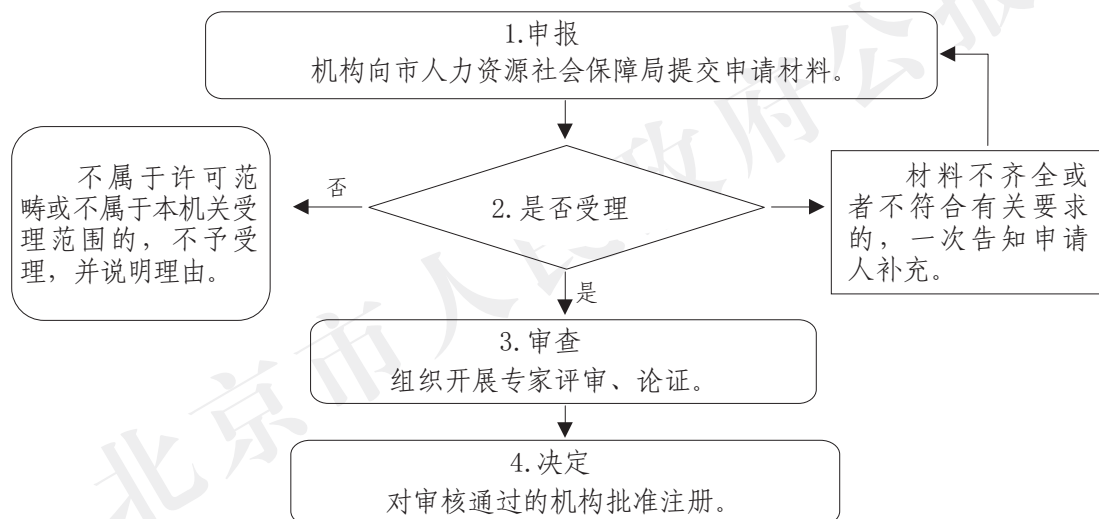 1.申报
机构向市人力资源社会保障局提交申请材料。
不属于许可范
畴或不属于本机关受
理范围的，不予受
理，并说明理由。
否
2.是否受理
材料不齐全或
者不符合有关要求
的，一次告知申请
人补充。
是
3.审查
组织开展专家评审、论证。
4.决定
对审核通过的机构批准注册。
北京市人民政府公报